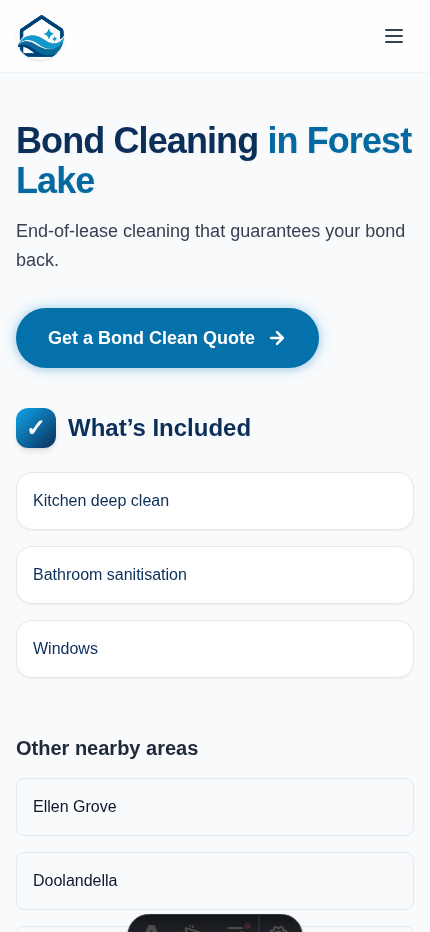 Bond Cleaning in Forest
Lake
End-of-lease cleaning that guarantees your bond
back.
Get a Bond Clean Quote →
✓ What’s Included
Kitchen deep clean
Bathroom sanitisation
Windows
Other nearby areas
Ellen Grove
Doolandella